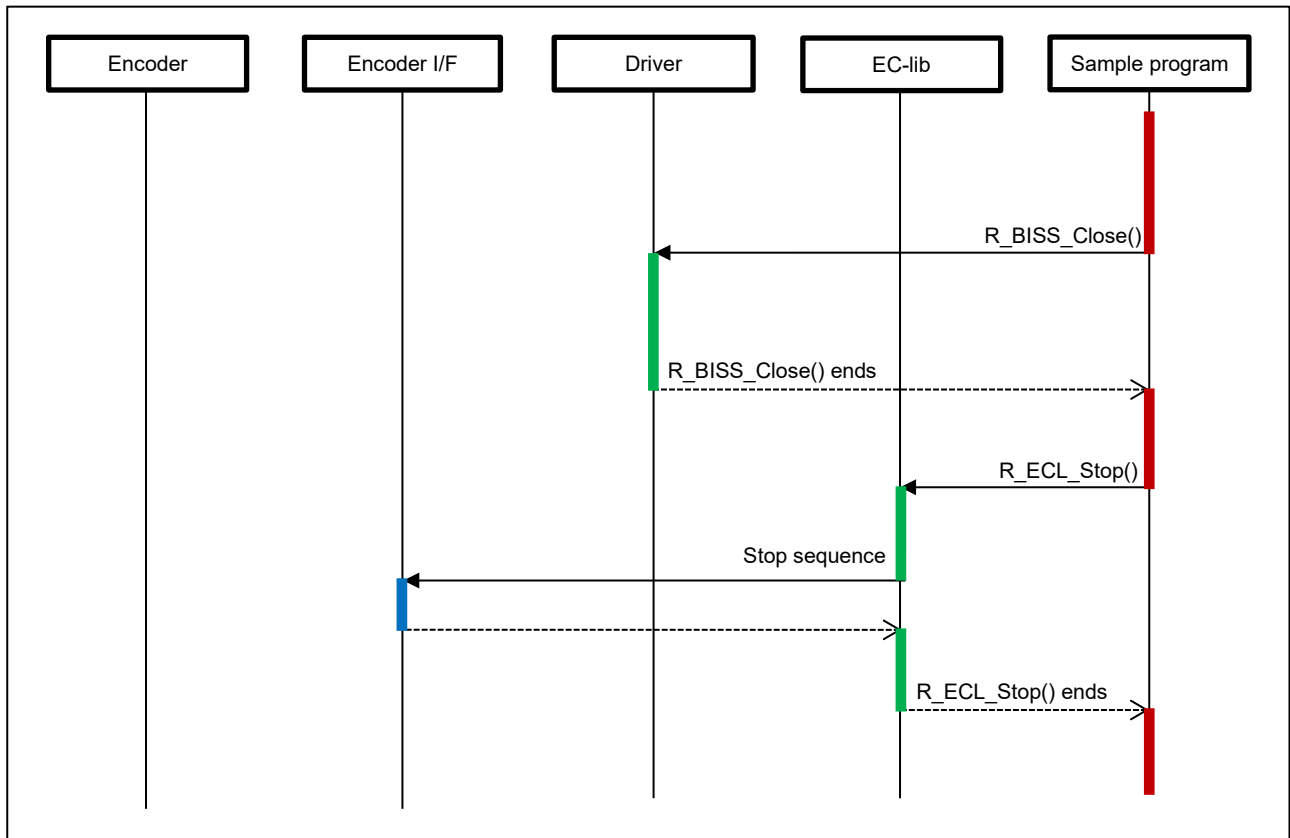 Encoder
Encoder I/F
Driver
EC-lib
Sample program
R_BISS_Close()
R_BISS_Close() ends
R_ECL_Stop()
Stop sequence
R_ECL_Stop() ends